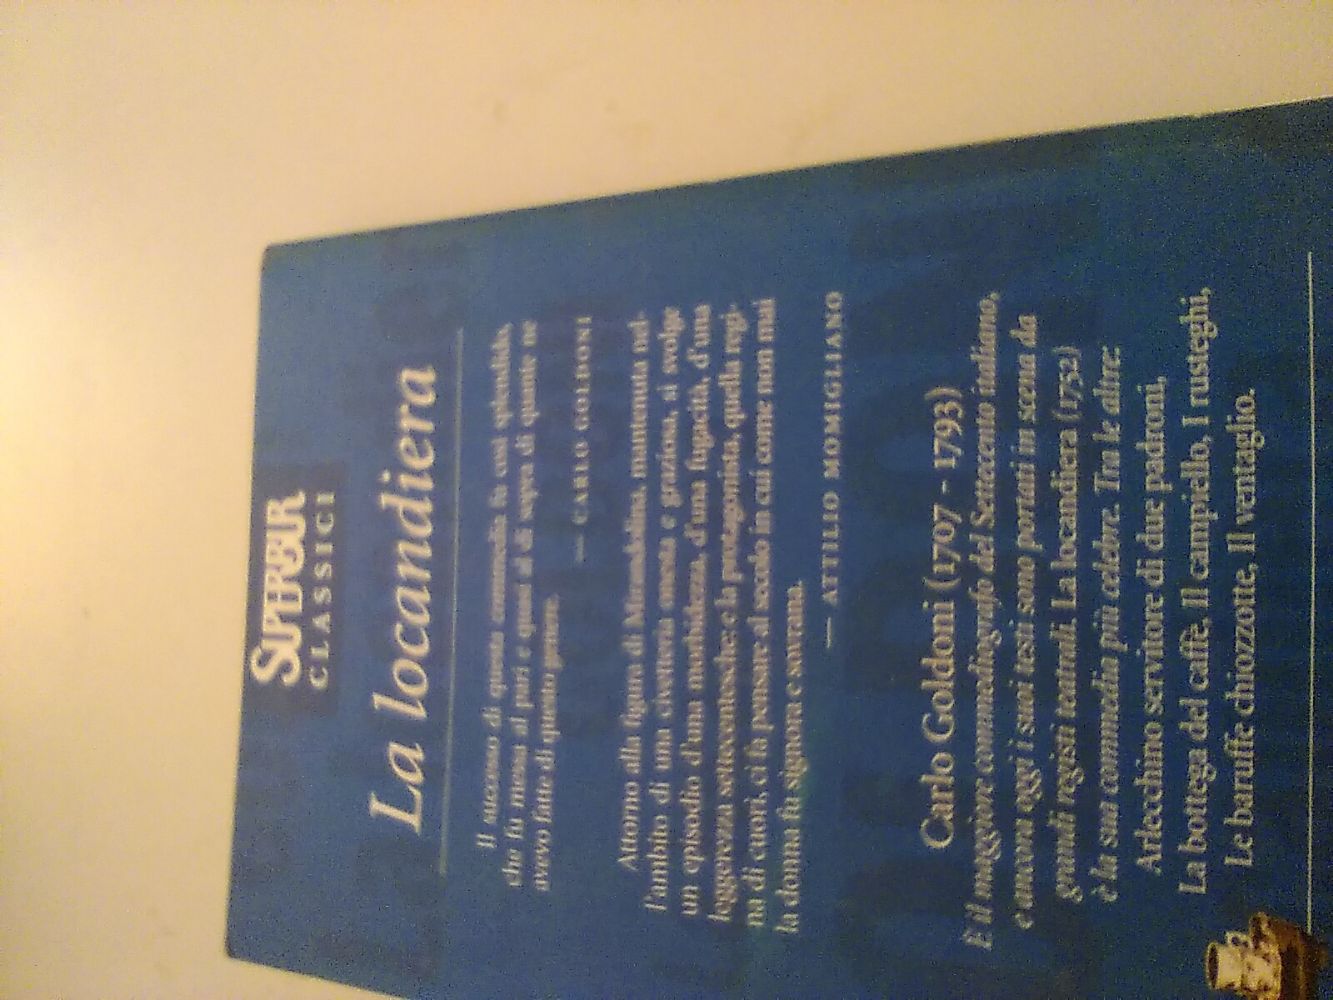 SUPERBUR
CLASSICI
La locandiera
Il successo di questa commedia fu così splendido,
che fu messa al pari e quasi al di sopra di quante ne
avevo fatte di questo genere.
— CARLO GOLDONI
Attorno alla figura di Mirandolina, mantenuta nel-
l'ambito di una civetteria onesta e graziosa, si svolge
un episodio d'una morbidezza, d'una fugacità, d'una
leggerezza settecentesche: e la protagonista, quella regi-
na di cuori, ci fa pensare al secolo in cui come non mai
la donna fu signora e sovrana.
— ATTILIO MOMIGLIANO
Carlo Goldoni (1707 - 1793)
È il maggiore commediografo del Settecento italiano,
e ancora oggi i suoi testi sono portati in scena da
grandi registi teatrali. La locandiera (1752)
è la sua commedia più celebre. Tra le altre:
Arlecchino servitore di due padroni,
La bottega del caffè, Il campiello, I rusteghi,
Le baruffe chiozzotte, Il ventaglio.